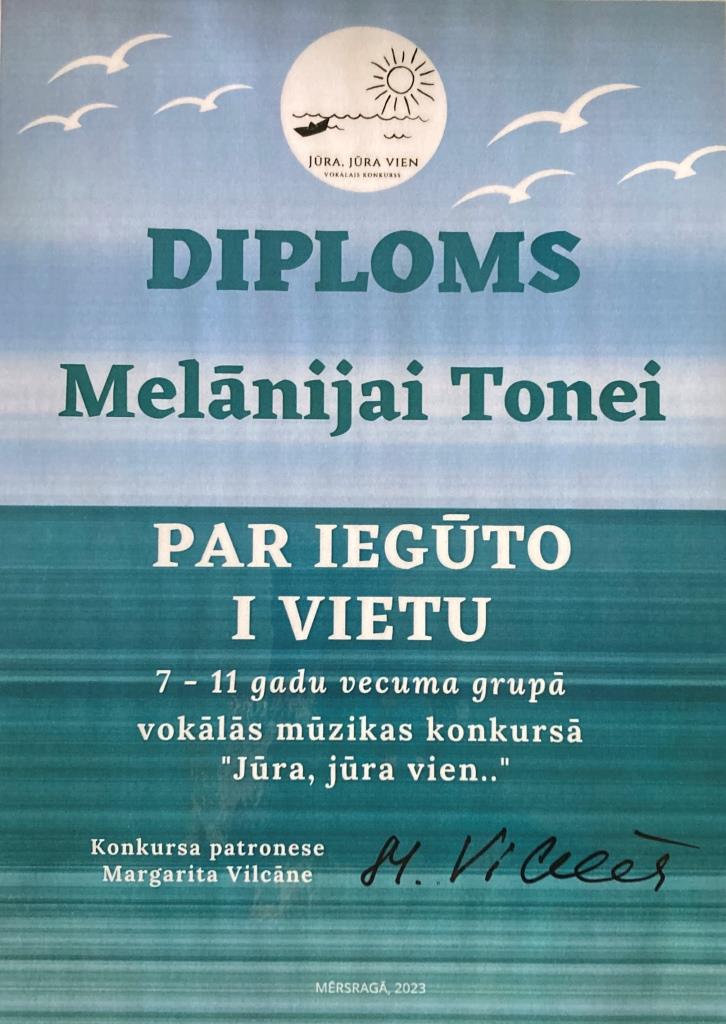 JŪRA, JŪRA VIEN
VOKĀLAIS KONKURSS
DIPLOMS
Melānijai Tonei
PAR IEGŪTO
I VIETU
7 – 11 gadu vecuma grupā
vokālās mūzikas konkursā
"Jūra, jūra vien.."
Konkursa patronese
Margarita Vilcāne
MĒRSRAGĀ, 2023